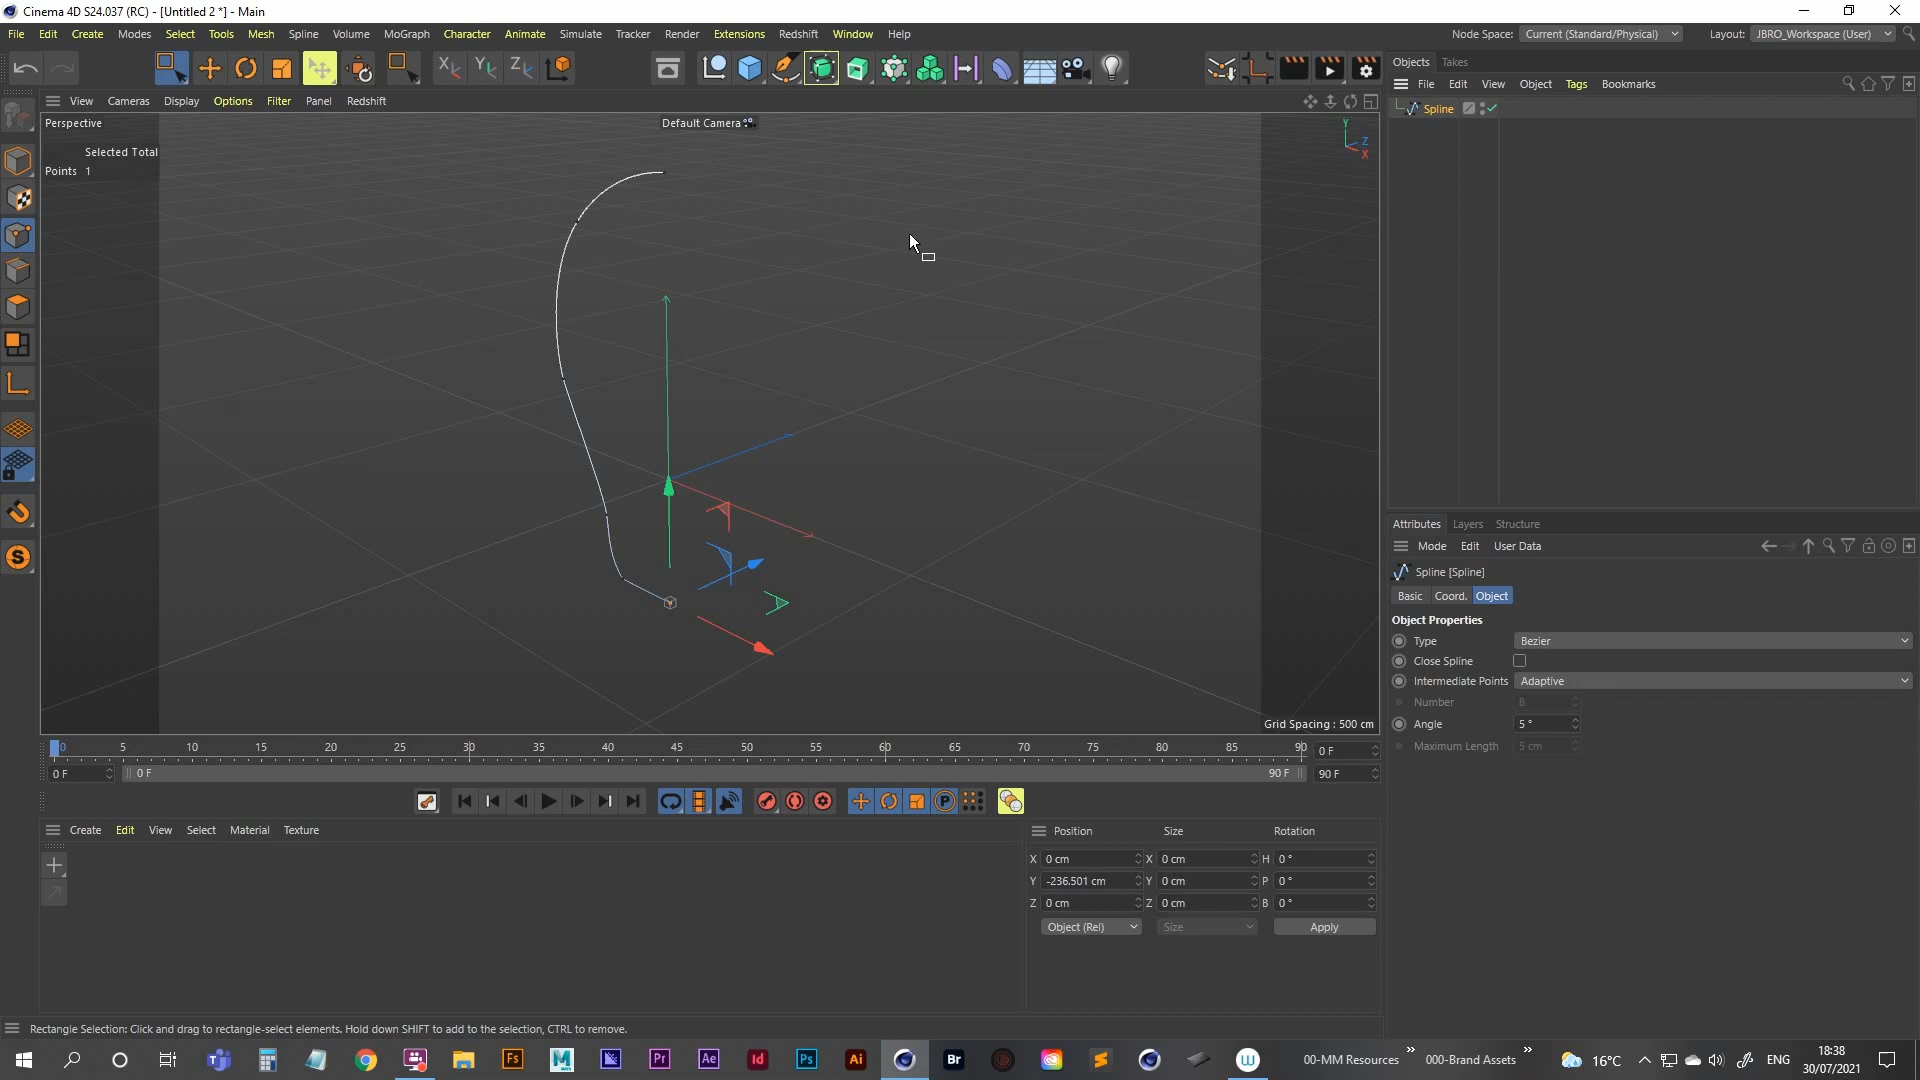 Cinema 4D S24.037 (RC) - [Untitled 2 *] - Main
File Edit Create Modes Select Tools Mesh Spline Volume MoGraph Character Animate Simulate Tracker Render Extensions Redshift Window Help
Node Space: Current (Standard/Physical) Layout: JBRO_Workspace (User)
View Cameras Display Options Filter Panel Redshift
Perspective
Default Camera
Selected Total
Points 1
Y
Z
X
Grid Spacing : 500 cm
Objects Takes
File Edit View Object Tags Bookmarks
Spline
Attributes Layers Structure
Mode Edit User Data
Spline [Spline]
Basic Coord. Object
Object Properties
Type Bezier
Close Spline
Intermediate Points Adaptive
Number 8
Angle 5 °
Maximum Length 5 cm
0 5 10 15 20 25 30 35 40 45 50 55 60 65 70 75 80 85 90 0 F
0 F 0 F 90 F 90 F
Create Edit View Select Material Texture
Position Size Rotation
X 0 cm X 0 cm H 0 °
Y -236.501 cm Y 0 cm P 0 °
Z 0 cm Z 0 cm B 0 °
Object (Rel) Size Apply
Rectangle Selection: Click and drag to rectangle-select elements. Hold down SHIFT to add to the selection, CTRL to remove.
Fs Pr Ae Id Ps Ai Br
00-MM Resources » 000-Brand Assets » 16°C ENG 18:38
30/07/2021